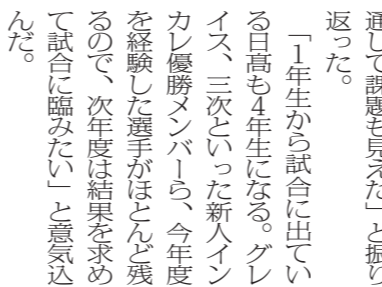 通して課題も見えた」と振り
返った。
「1年生から試合に出てい
る日高も4年生になる。グレ
イス、三次といった新人イン
カレ優勝メンバーら、今年度
を経験した選手がほとんど残
るので、次年度は結果を求め
て試合に臨みたい」と意気込
んだ。